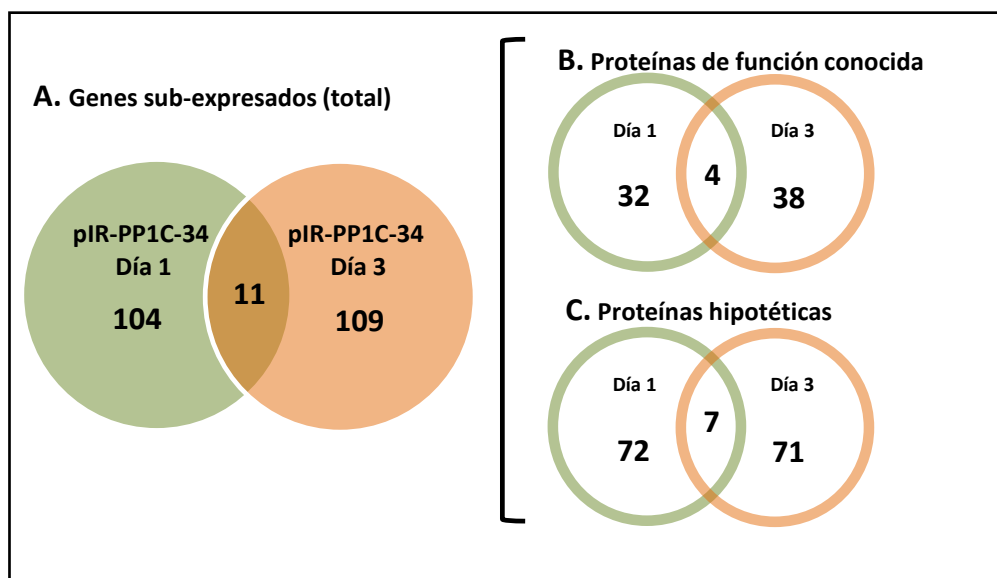 A. Genes sub-expresados (total)
pIR-PP1C-34
Día 1
104
11
pIR-PP1C-34
Día 3
109
B. Proteínas de función conocida
Día 1
32
4
Día 3
38
C. Proteínas hipotéticas
Día 1
72
7
Día 3
71